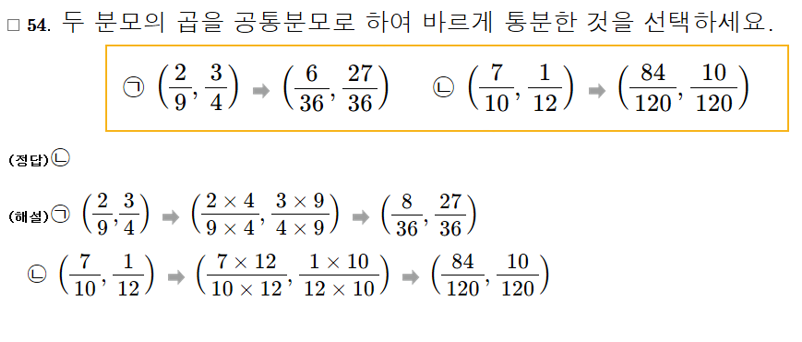 □ 54. 두 분모의 곱을 공통분모로 하여 바르게 통분한 것을 선택하세요.
㉠ (2/9, 3/4) ➡ (6/36, 27/36) ㉡ (7/10, 1/12) ➡ (84/120, 10/120)
(정답)㉡
(해설)㉠ (2/9, 3/4) ➡ (2 × 4/9 × 4, 3 × 9/4 × 9) ➡ (8/36, 27/36)
㉡ (7/10, 1/12) ➡ (7 × 12/10 × 12, 1 × 10/12 × 10) ➡ (84/120, 10/120)